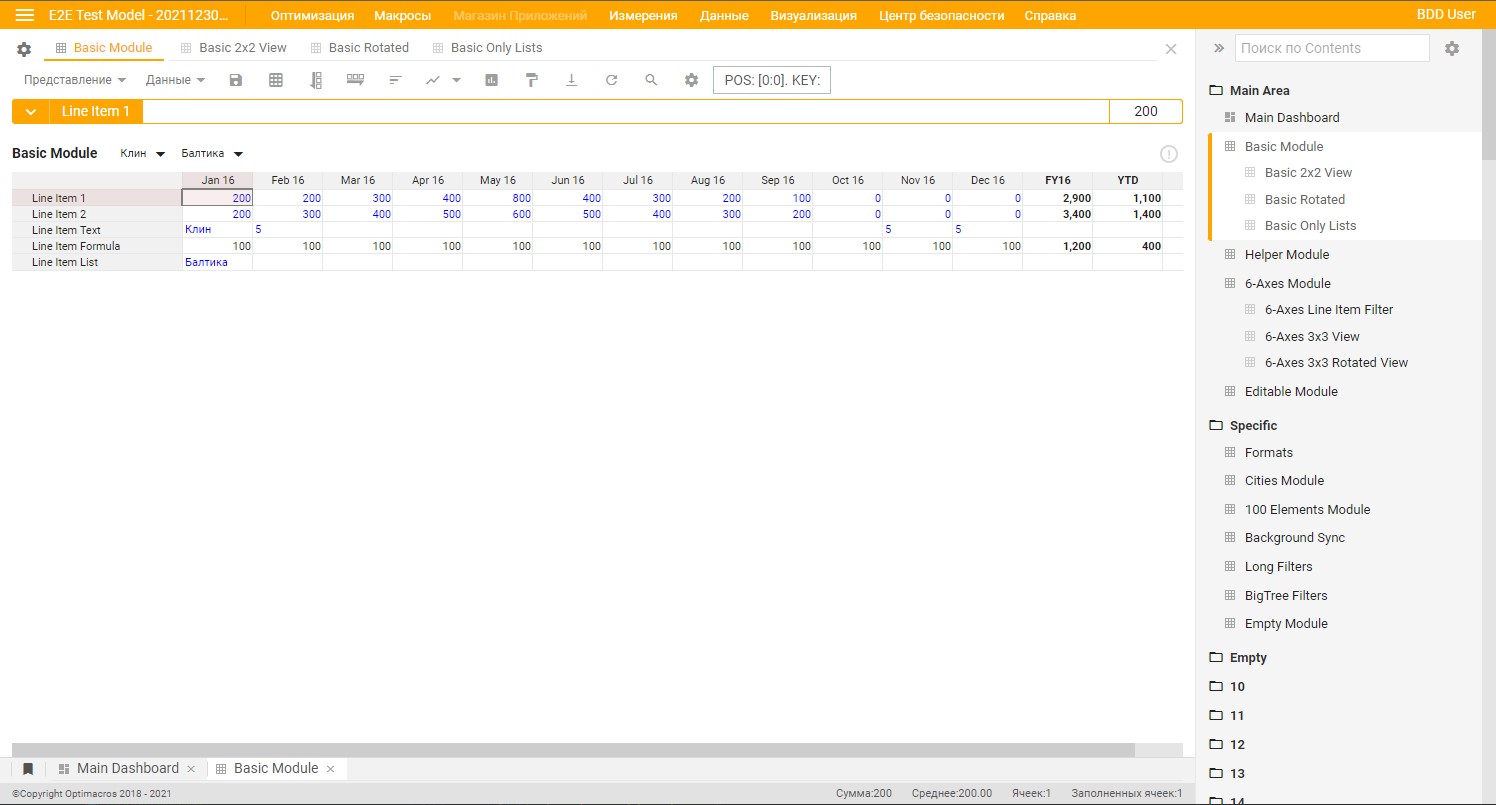 E2E Test Model - 20211230... Оптимизация Макросы Магазин Приложений Измерения Данные Визуализация Центр безопасности Справка BDD User
Basic Module Basic 2x2 View Basic Rotated Basic Only Lists
Представление Данные POS: [0:0]. KEY:
Line Item 1 200
Basic Module Клин Балтика
Jan 16 Feb 16 Mar 16 Apr 16 May 16 Jun 16 Jul 16 Aug 16 Sep 16 Oct 16 Nov 16 Dec 16 FY16 YTD
Line Item 1 200 200 300 400 800 400 300 200 100 0 0 0 2,900 1,100
Line Item 2 200 300 400 500 600 500 400 300 200 0 0 0 3,400 1,400
Line Item Text Клин 5 5 5
Line Item Formula 100 100 100 100 100 100 100 100 100 100 100 100 1,200 400
Line Item List Балтика
Main Dashboard Basic Module
©Copyright Optimacros 2018 - 2021 Сумма:200 Среднее:200.00 Ячеек:1 Заполненных ячеек:1
Поиск по Contents
Main Area
Main Dashboard
Basic Module
Basic 2x2 View
Basic Rotated
Basic Only Lists
Helper Module
6-Axes Module
6-Axes Line Item Filter
6-Axes 3x3 View
6-Axes 3x3 Rotated View
Editable Module
Specific
Formats
Cities Module
100 Elements Module
Background Sync
Long Filters
BigTree Filters
Empty Module
Empty
10
11
12
13
14